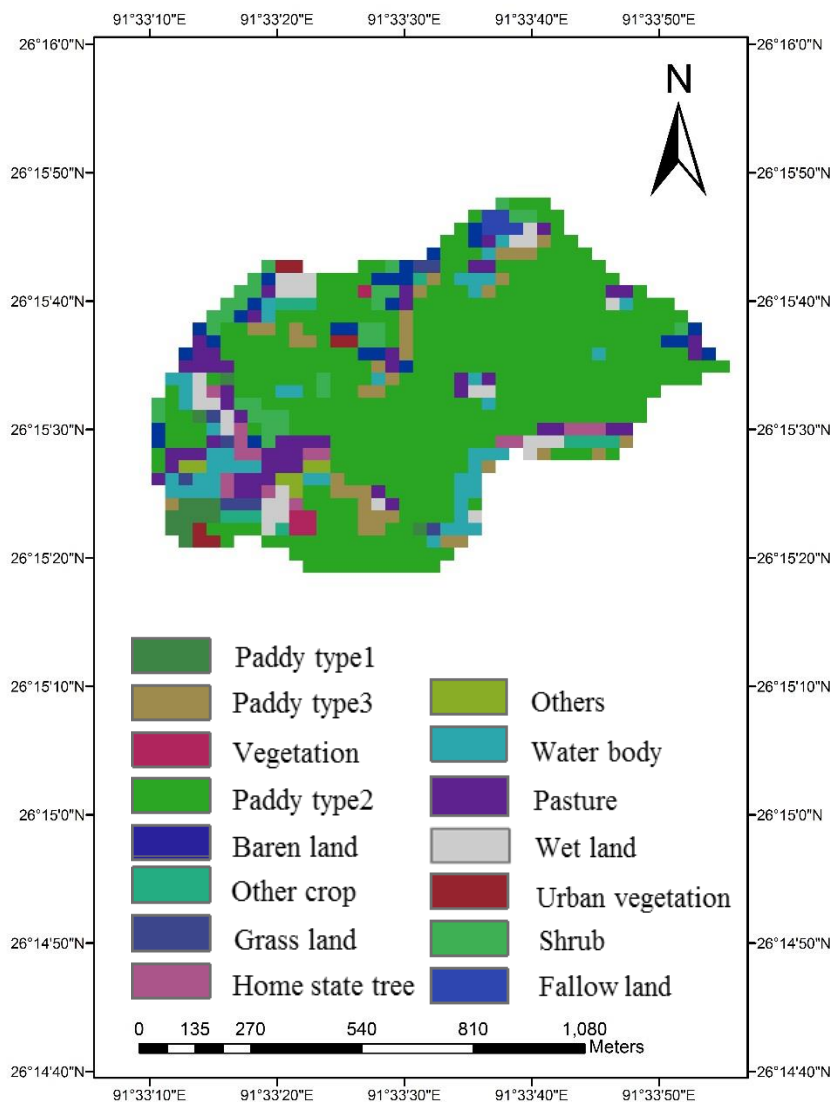 91°33'10"E 91°33'20"E 91°33'30"E 91°33'40"E 91°33'50"E
26°16'0"N 26°16'0"N
N
26°15'50"N 26°15'50"N
26°15'40"N 26°15'40"N
26°15'30"N 26°15'30"N
26°15'20"N 26°15'20"N
26°15'10"N 26°15'10"N
26°15'0"N 26°15'0"N
26°14'50"N 26°14'50"N
26°14'40"N 26°14'40"N
Paddy type1
Paddy type3
Vegetation
Paddy type2
Baren land
Other crop
Grass land
Home state tree
Others
Water body
Pasture
Wet land
Urban vegetation
Shrub
Fallow land
0 135 270 540 810 1,080
Meters
91°33'10"E 91°33'20"E 91°33'30"E 91°33'40"E 91°33'50"E